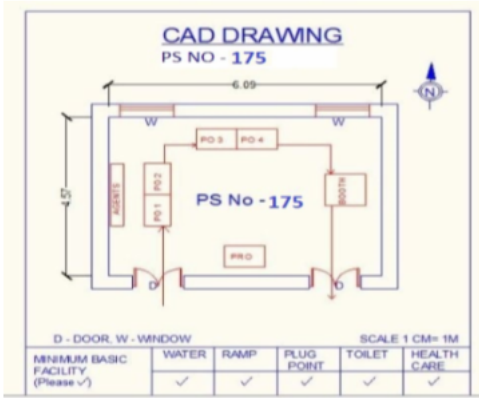 CAD DRAWING
PS NO - 175
6.09
N
W W
PO 3 PO 4
4.57
AGENTS
PO 2
PO 1
PS No - 175
BOOTH
PRO
D D
D - DOOR, W - WINDOW
SCALE 1 CM= 1M
MINIMUM BASIC FACILITY (Please ✓)
WATER
RAMP
PLUG POINT
TOILET
HEALTH CARE
✓ ✓ ✓ ✓ ✓